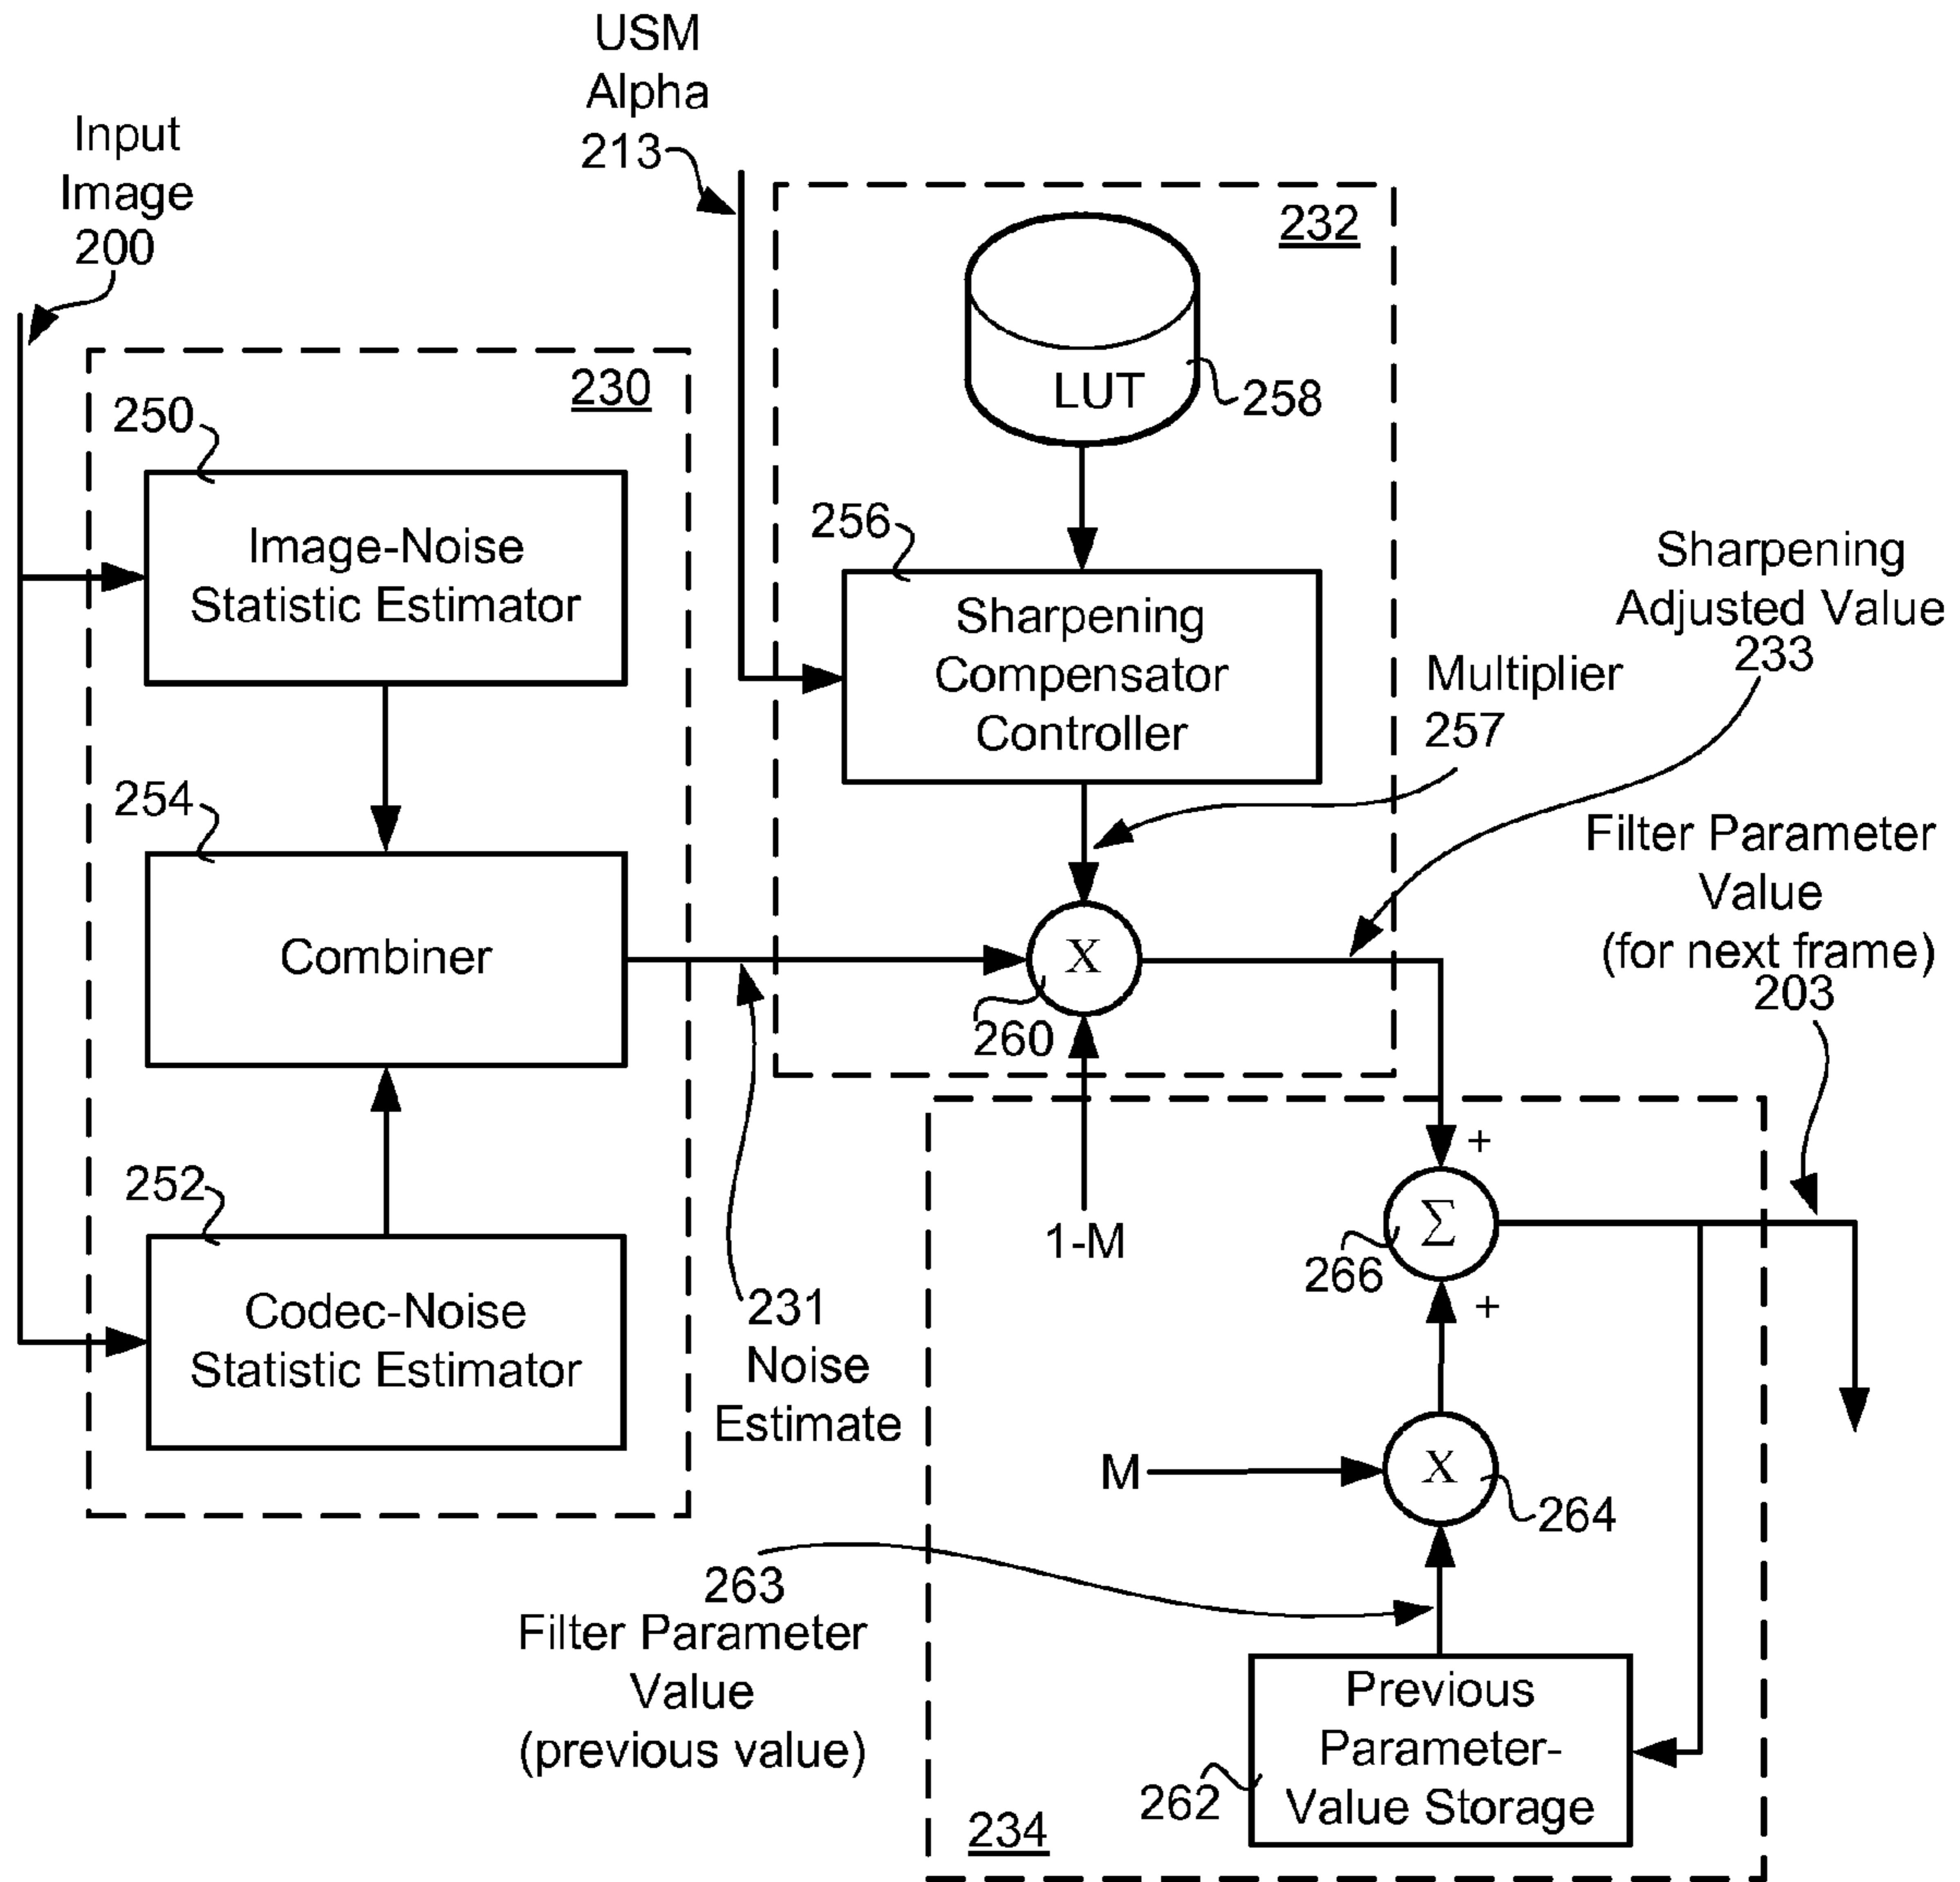 USM
Alpha
213
Input
Image
200
232
LUT
258
230
250
Image-Noise
Statistic Estimator
256
Sharpening
Compensator
Controller
Sharpening
Adjusted Value
233
Multiplier
257
254
Combiner
Filter Parameter
Value
(for next frame)
203
X
260
+
252
Codec-Noise
Statistic Estimator
1-M
Σ
266
+
231
Noise
Estimate
M
X
264
263
Filter Parameter
Value
(previous value)
Previous
Parameter-
Value Storage
262
234